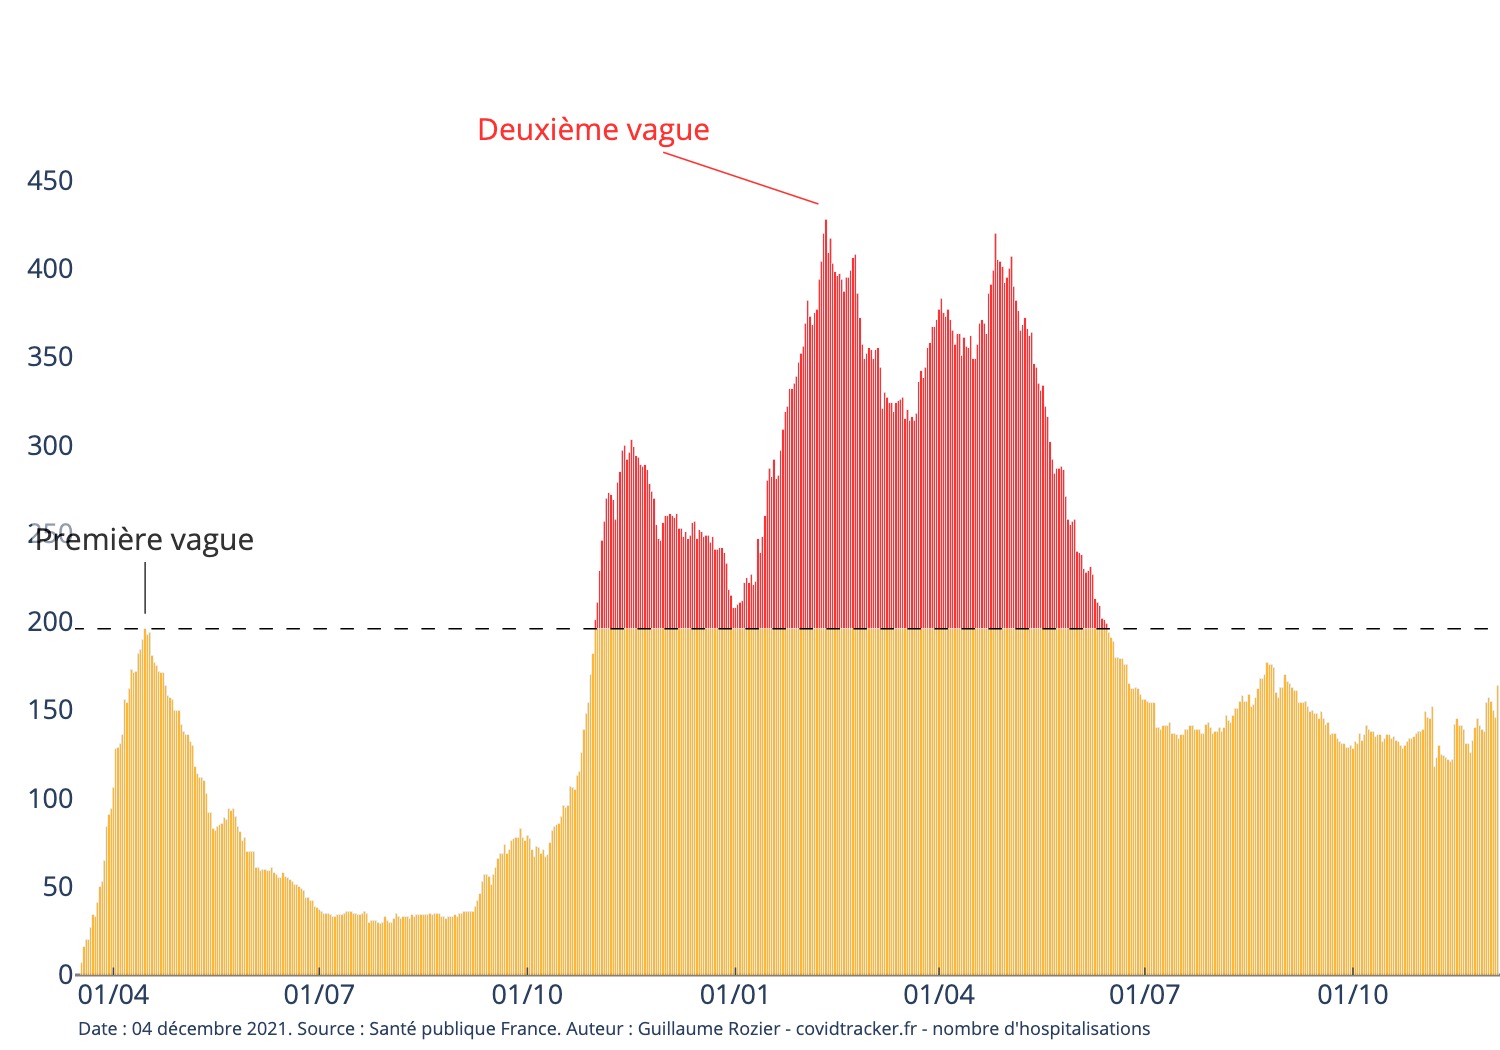 Deuxième vague
450
400
350
300
250
Première vague
200
150
100
50
0
01/04 01/07 01/10 01/01 01/04 01/07 01/10
Date : 04 décembre 2021. Source : Santé publique France. Auteur : Guillaume Rozier - covidtracker.fr - nombre d'hospitalisations